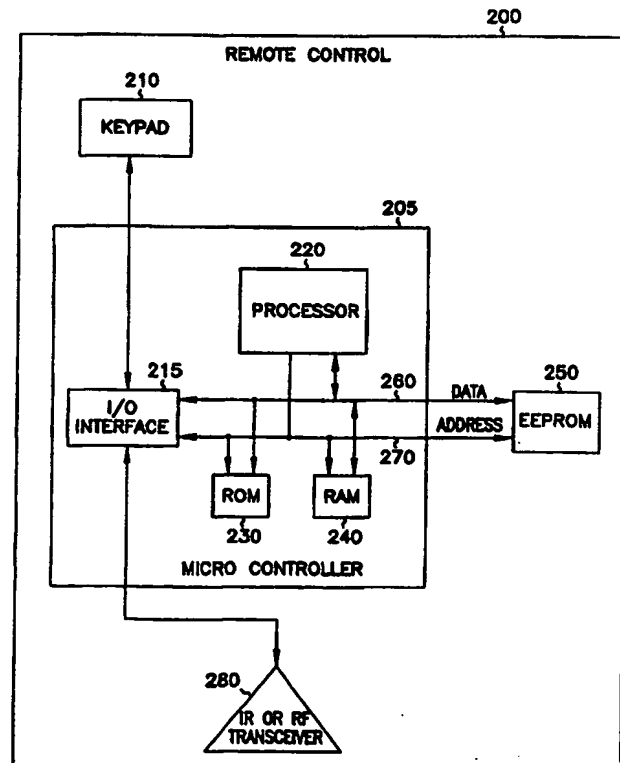 200
REMOTE CONTROL
210
KEYPAD
205
220
PROCESSOR
215
I/O
INTERFACE
260
DATA
250
EEPROM
ADDRESS
270
ROM
RAM
230
240
MICRO CONTROLLER
280
IR OR RF
TRANSCEIVER